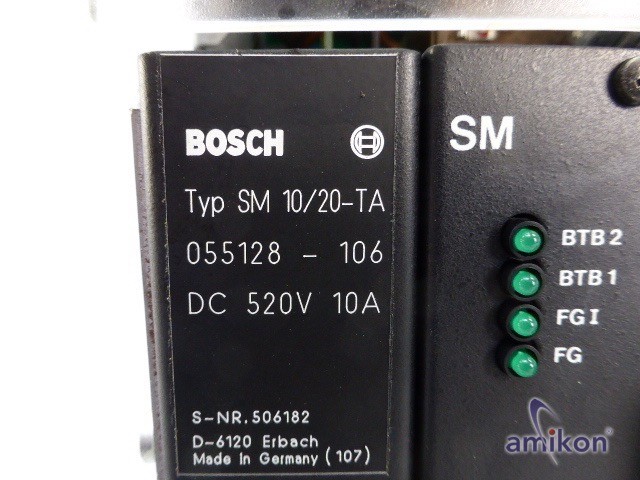 BOSCH
Typ SM 10/20-TA
055128 - 106
DC 520V 10A
S-NR. 506182
D-6120 Erbach
Made In Germany (107)
SM
BTB 2
BTB 1
FG I
FG
amikon